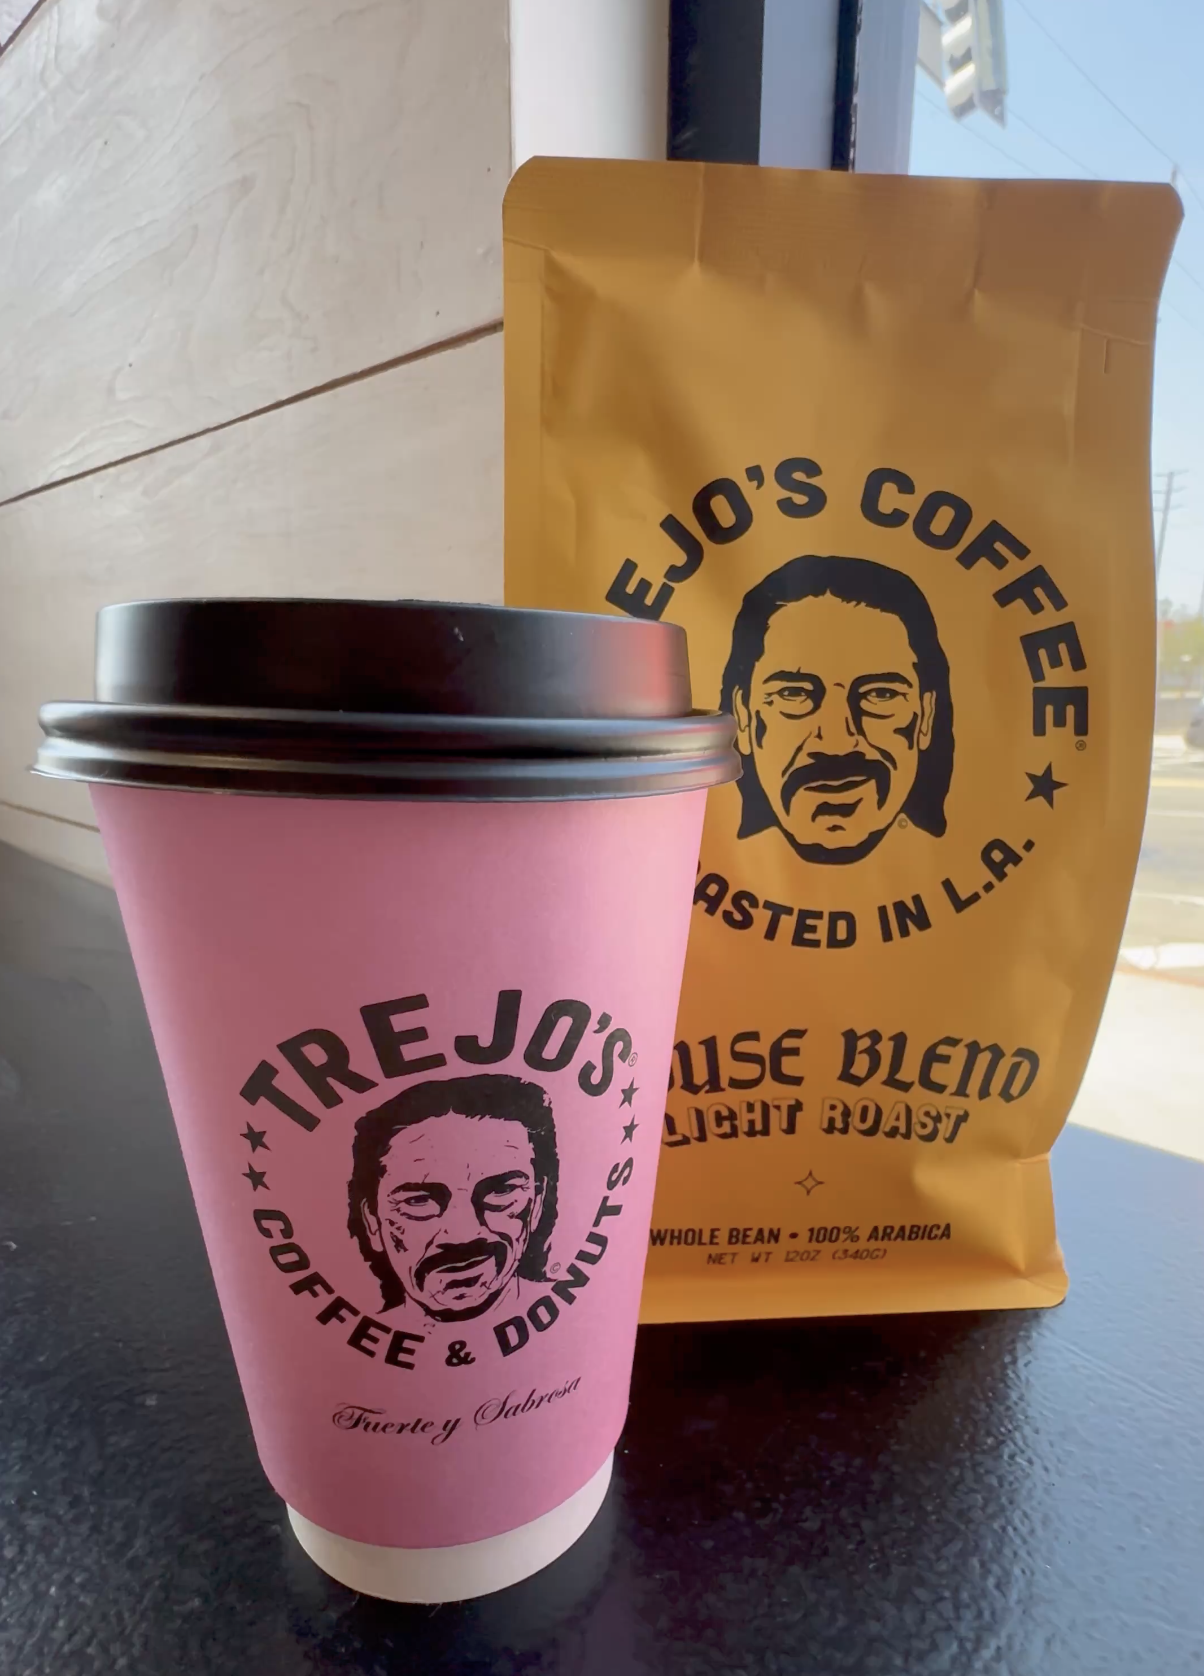 EJO'S COFFEE®
ASTED IN L.A.
USE BLEND
LIGHT ROAST
WHOLE BEAN • 100% ARABICA
NET WT 12OZ (340G)
TREJO'S®
COFFEE & DONUTS
©
Fuerte y Sabrosa